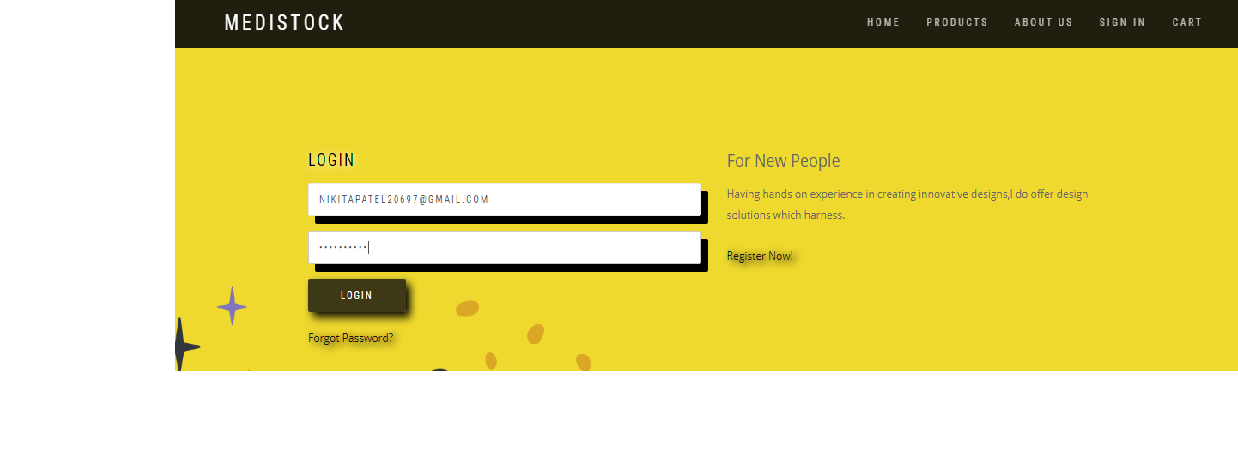 MEDISTOCK
HOME PRODUCTS ABOUT US SIGN IN CART
LOGIN
NIKITAPATEL20697@GMAIL.COM
••••••••••
LOGIN
Forgot Password?
For New People
Having hands on experience in creating innovative designs,I do offer design
solutions which harness.
Register Now!